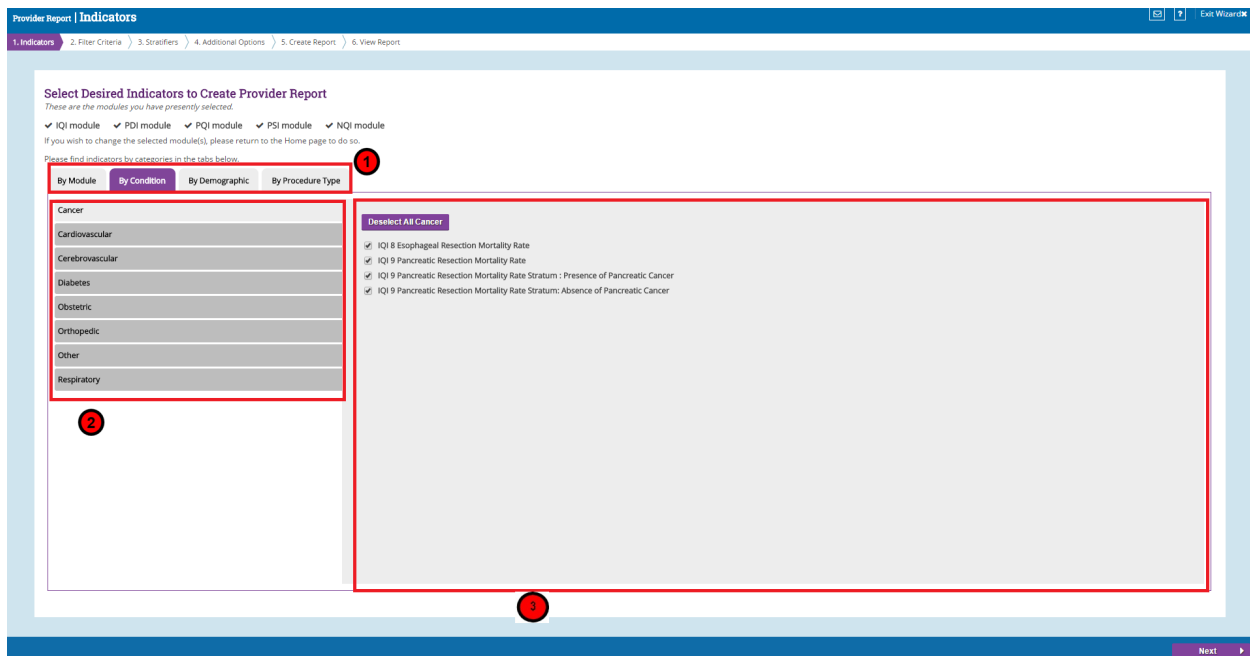 Provider Report | Indicators
? Exit Wizard✖
1. Indicators 2. Filter Criteria 3. Stratifiers 4. Additional Options 5. Create Report 6. View Report
Select Desired Indicators to Create Provider Report
These are the modules you have presently selected.
✔ IQI module ✔ PDI module ✔ PQI module ✔ PSI module ✔ NQI module
If you wish to change the selected module(s), please return to the Home page to do so.
Please find indicators by categories in the tabs below.
1
By Module By Condition By Demographic By Procedure Type
Cancer
Cardiovascular
Cerebrovascular
Diabetes
Obstetric
Orthopedic
Other
Respiratory
2
Deselect All Cancer
IQI 8 Esophageal Resection Mortality Rate
IQI 9 Pancreatic Resection Mortality Rate
IQI 9 Pancreatic Resection Mortality Rate Stratum : Presence of Pancreatic Cancer
IQI 9 Pancreatic Resection Mortality Rate Stratum: Absence of Pancreatic Cancer
3
Next